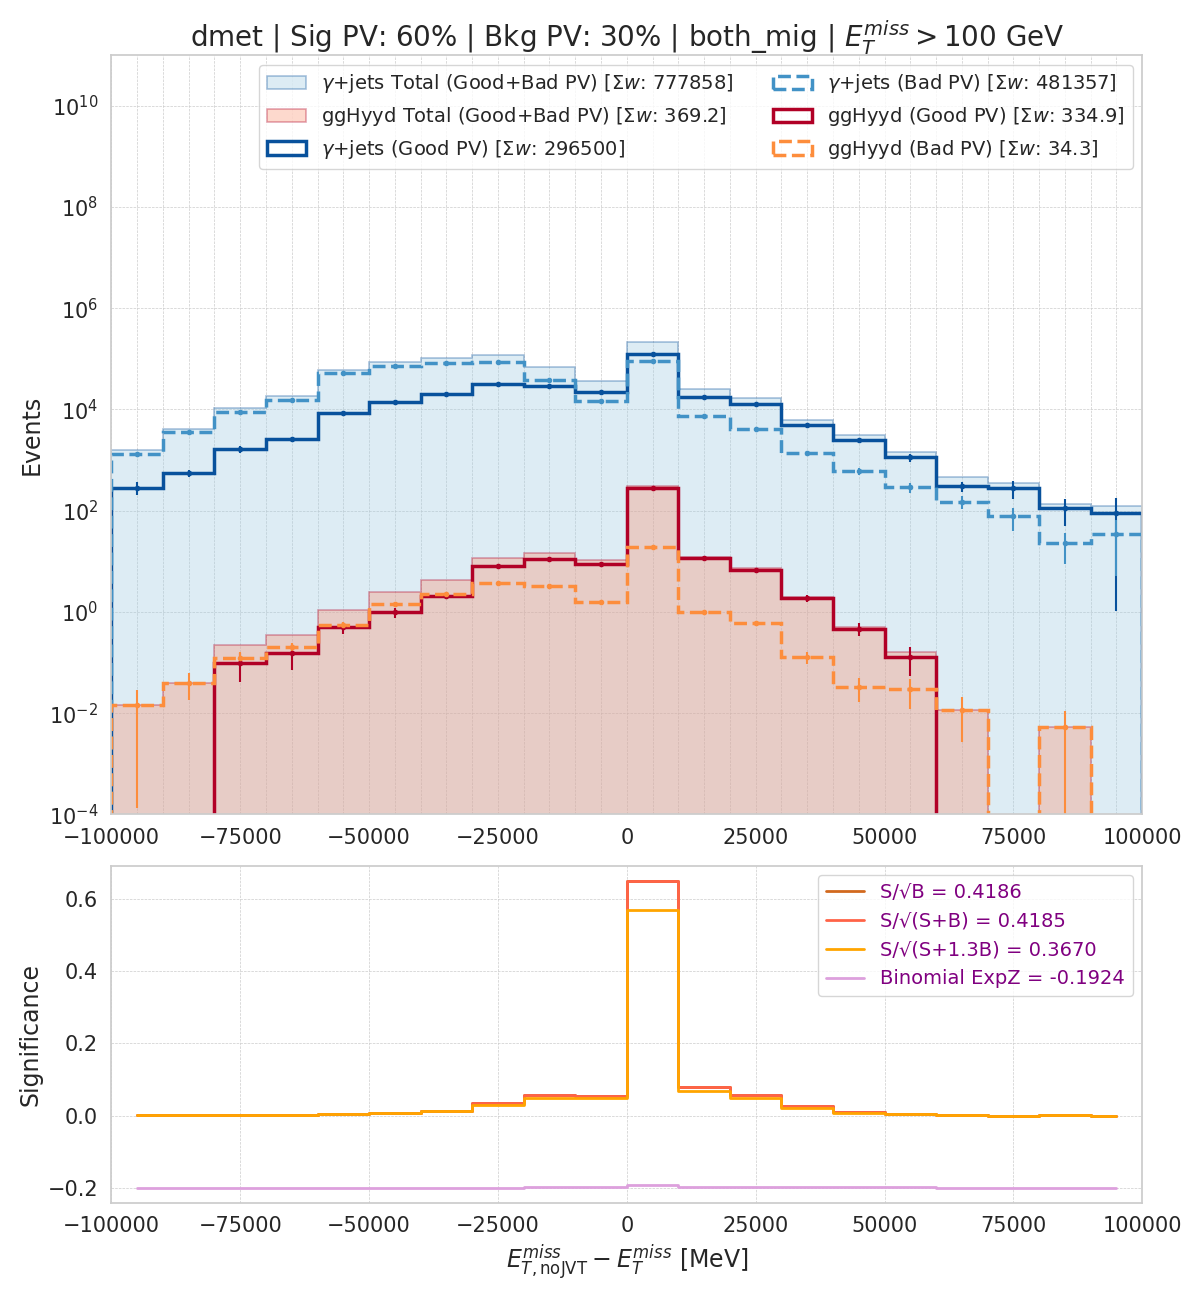 dmet | Sig PV: 60% | Bkg PV: 30% | both_mig | $E_T^{miss} > 100$ GeV
γ+jets Total (Good+Bad PV) [Σw: 777858]
ggHyyd Total (Good+Bad PV) [Σw: 369.2]
γ+jets (Good PV) [Σw: 296500]
γ+jets (Bad PV) [Σw: 481357]
ggHyyd (Good PV) [Σw: 334.9]
ggHyyd (Bad PV) [Σw: 34.3]
Events
$10^{10}$
$10^{8}$
$10^{6}$
$10^{4}$
$10^{2}$
$10^{0}$
$10^{-2}$
$10^{-4}$
−100000 −75000 −50000 −25000 0 25000 50000 75000 100000
Significance
0.6
0.4
0.2
0.0
−0.2
S/√B = 0.4186
S/√(S+B) = 0.4185
S/√(S+1.3B) = 0.3670
Binomial ExpZ = -0.1924
−100000 −75000 −50000 −25000 0 25000 50000 75000 100000
$E_{T,noJVT}^{miss} - E_T^{miss}$ [MeV]